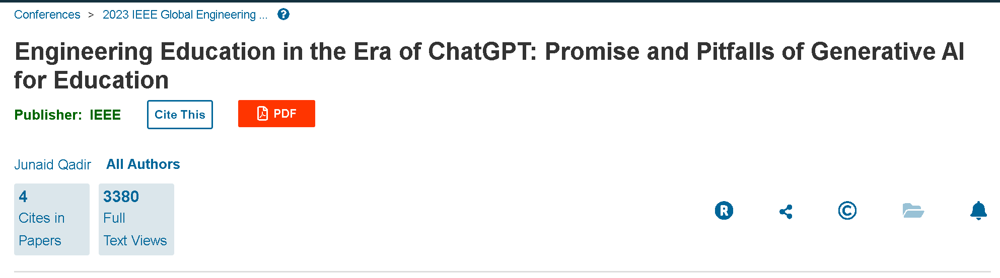 Conferences > 2023 IEEE Global Engineering ... ?
Engineering Education in the Era of ChatGPT: Promise and Pitfalls of Generative AI
for Education
Publisher: IEEE Cite This PDF
Junaid Qadir All Authors
4 3380
Cites in Full
Papers Text Views
R ©